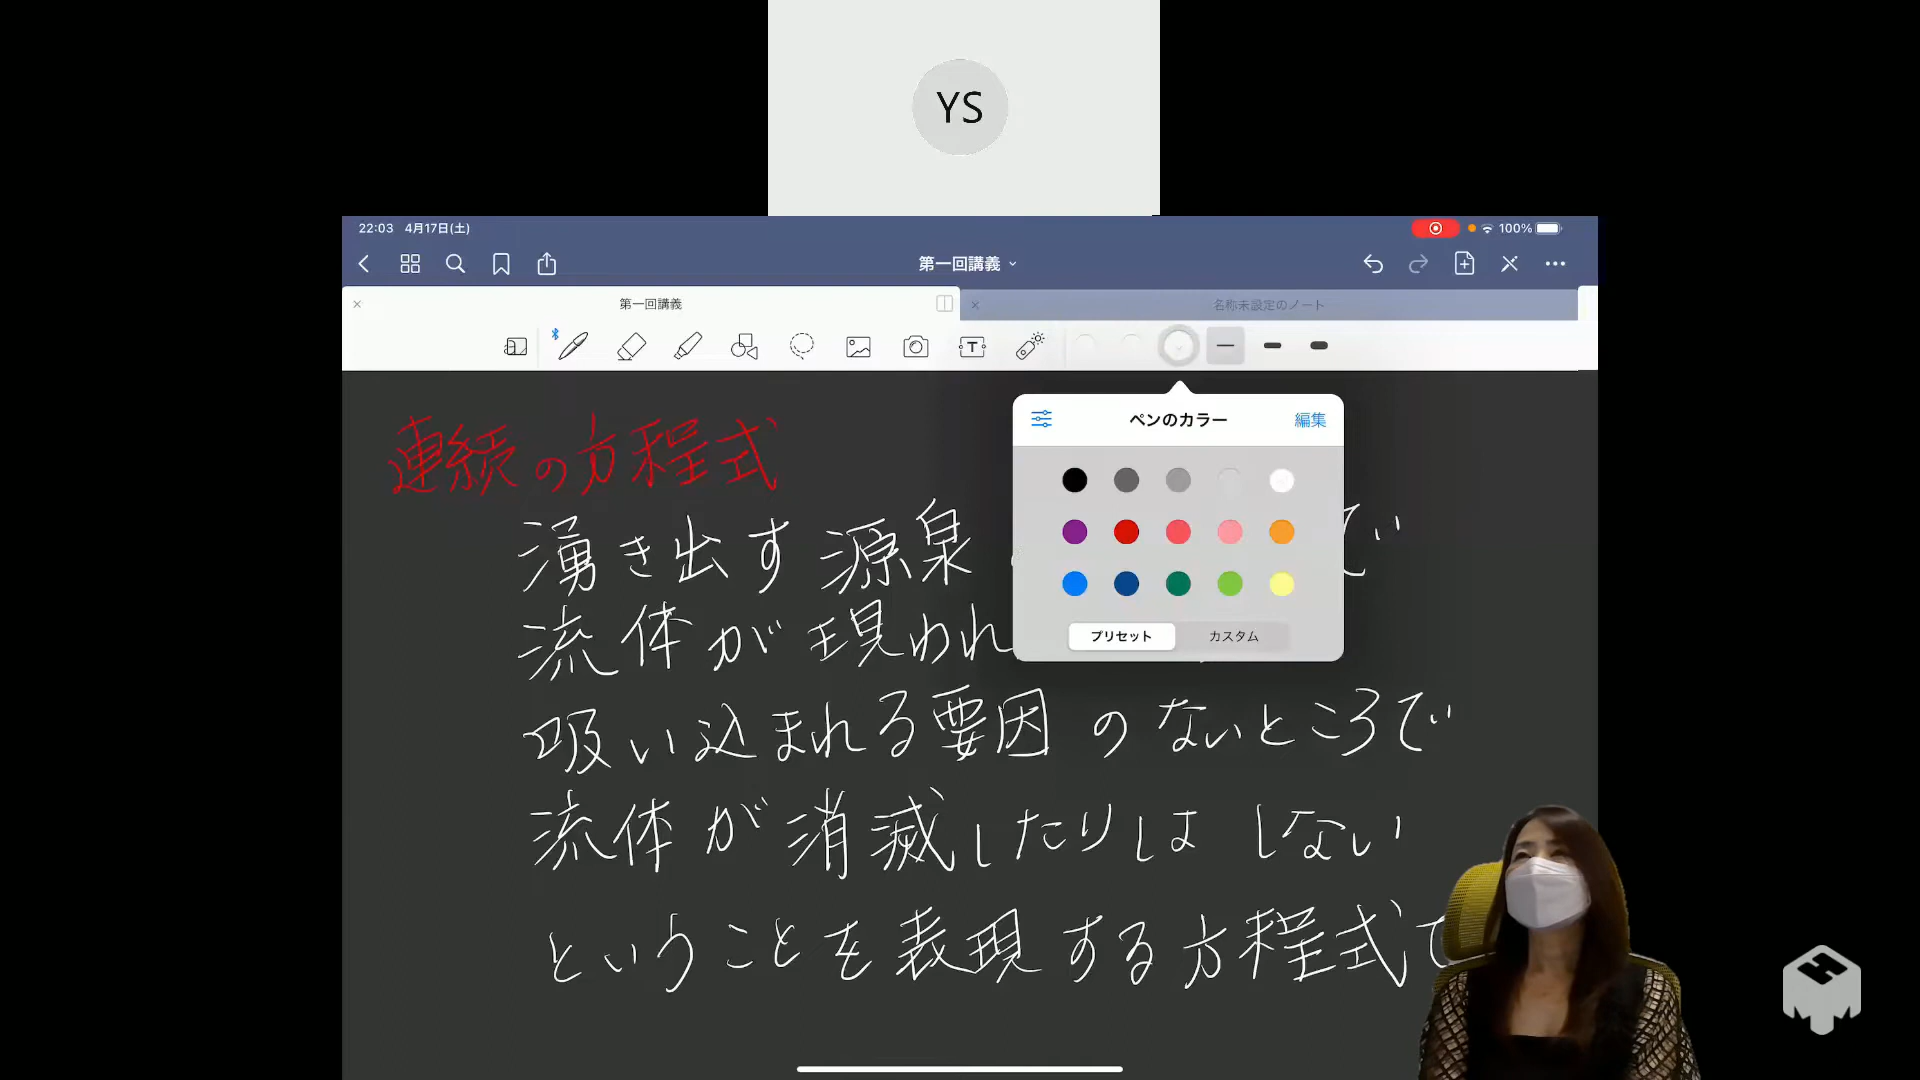 YS
22:03 4月17日(土)
100%
第一回講義
第一回講義
名称未設定のノート
ペンのカラー
編集
プリセット
カスタム
連続の方程式
湧き出す源泉 で
流体が現われ
吸い込まれる要因のないところで
流体が消滅したりはしない
ということを表現する方程式で